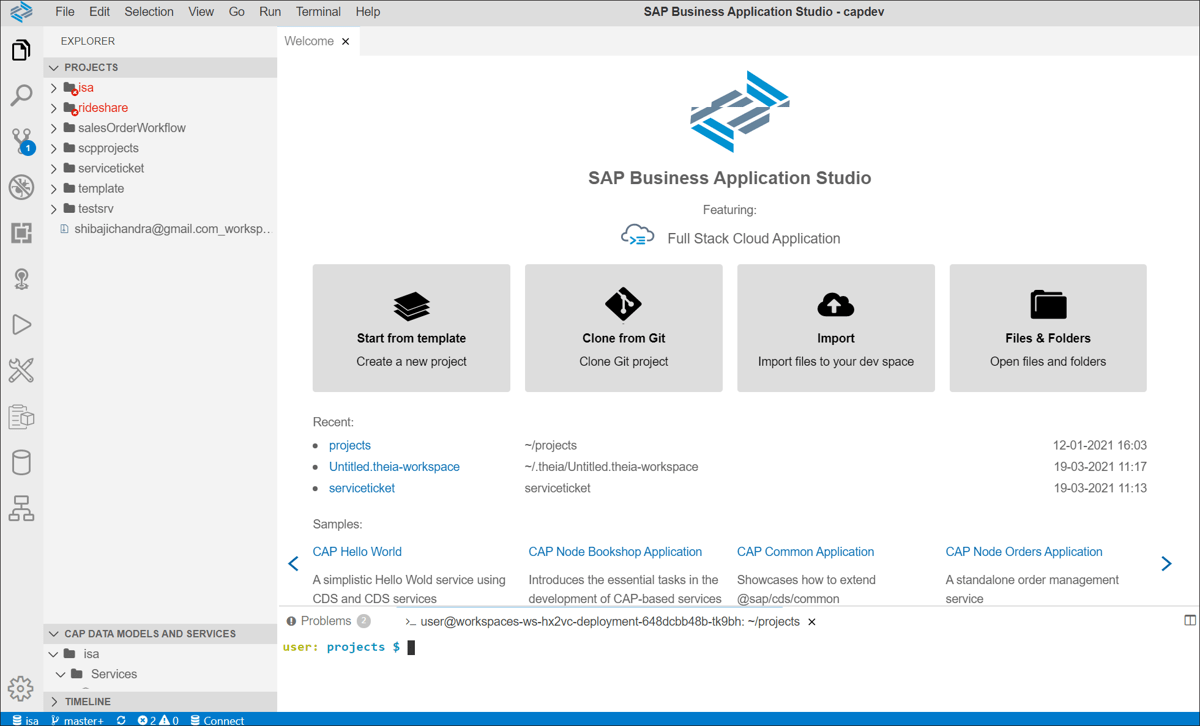 File Edit Selection View Go Run Terminal Help SAP Business Application Studio - capdev
EXPLORER
Welcome
PROJECTS
isa
rideshare
salesOrderWorkflow
scpprojects
serviceticket
template
testsrv
shibajichandra@gmail.com_worksp...
1
SAP Business Application Studio
Featuring:
Full Stack Cloud Application
Start from template
Create a new project
Clone from Git
Clone Git project
Import
Import files to your dev space
Files & Folders
Open files and folders
Recent:
projects ~/projects 12-01-2021 16:03
Untitled.theia-workspace ~/.theia/Untitled.theia-workspace 19-03-2021 11:17
serviceticket serviceticket 19-03-2021 11:13
Samples:
CAP Hello World
A simplistic Hello Wold service using
CDS and CDS services
CAP Node Bookshop Application
Introduces the essential tasks in the
development of CAP-based services
CAP Common Application
Showcases how to extend
@sap/cds/common
CAP Node Orders Application
A standalone order management
service
CAP DATA MODELS AND SERVICES
isa
Services
TIMELINE
Problems 2 >_ user@workspaces-ws-hx2vc-deployment-648dcbb48b-tk9bh: ~/projects
user: projects $
isa master+ 2 0 Connect